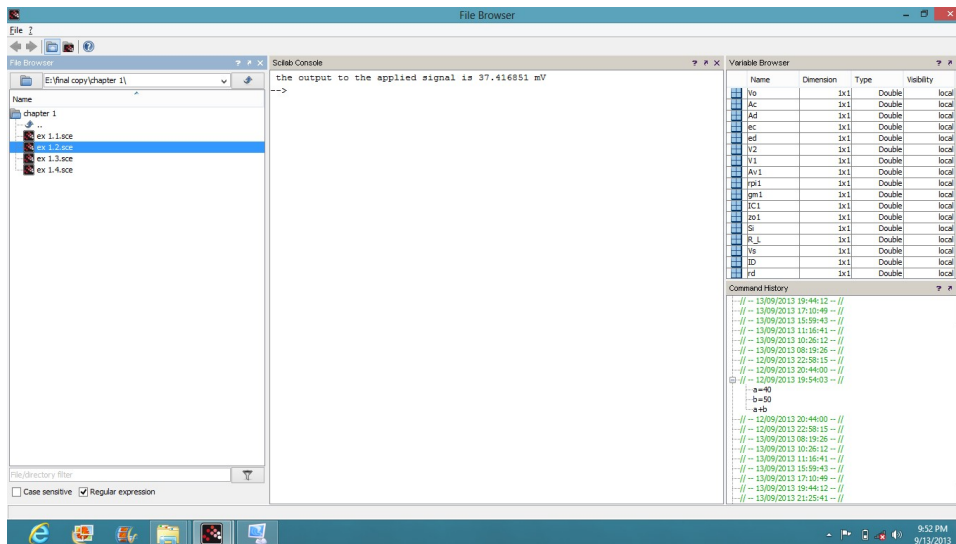 File Browser
File ?
File Browser
E:\final copy\chapter 1\
Name
chapter 1
..
ex 1.1.sce
ex 1.2.sce
ex 1.3.sce
ex 1.4.sce
File/directory filter
Case sensitive Regular expression
Scilab Console
the output to the applied signal is 37.416851 mV
-->
Variable Browser
Name Dimension Type Visibility
Vo 1x1 Double local
Ac 1x1 Double local
Ad 1x1 Double local
ec 1x1 Double local
ed 1x1 Double local
V2 1x1 Double local
V1 1x1 Double local
Av1 1x1 Double local
rpi1 1x1 Double local
gm1 1x1 Double local
IC1 1x1 Double local
zo1 1x1 Double local
Si 1x1 Double local
R_L 1x1 Double local
Vs 1x1 Double local
ID 1x1 Double local
rd 1x1 Double local
Command History
// -- 13/09/2013 19:44:12 -- //
// -- 13/09/2013 17:10:49 -- //
// -- 13/09/2013 15:59:43 -- //
// -- 13/09/2013 11:16:41 -- //
// -- 13/09/2013 10:26:12 -- //
// -- 13/09/2013 08:19:26 -- //
// -- 12/09/2013 22:58:15 -- //
// -- 12/09/2013 20:44:00 -- //
// -- 12/09/2013 19:54:03 -- //
a=40
b=50
a+b
// -- 12/09/2013 20:44:00 -- //
// -- 12/09/2013 22:58:15 -- //
// -- 13/09/2013 08:19:26 -- //
// -- 13/09/2013 10:26:12 -- //
// -- 13/09/2013 11:16:41 -- //
// -- 13/09/2013 15:59:43 -- //
// -- 13/09/2013 17:10:49 -- //
// -- 13/09/2013 19:44:12 -- //
// -- 13/09/2013 21:25:41 -- //
9:52 PM
9/13/2013